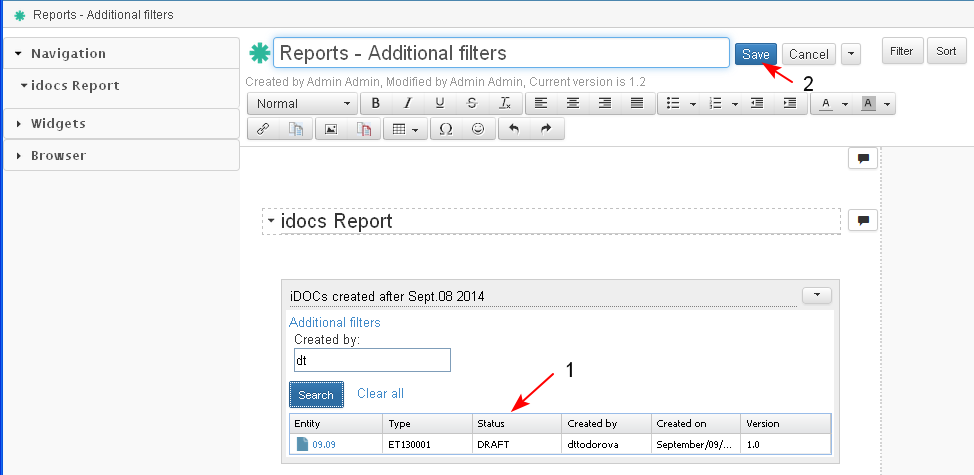 Reports - Additional filters
Navigation
idocs Report
Widgets
Browser
Reports - Additional filters
Save
Cancel
Filter
Sort
2
Created by Admin Admin, Modified by Admin Admin, Current version is 1.2
Normal B I U S Tx A A
Ω
idocs Report
iDOCs created after Sept.08 2014
Additional filters
Created by:
dt
1
Search Clear all
Entity Type Status Created by Created on Version
09.09 ET130001 DRAFT dttodorova September/09/... 1.0